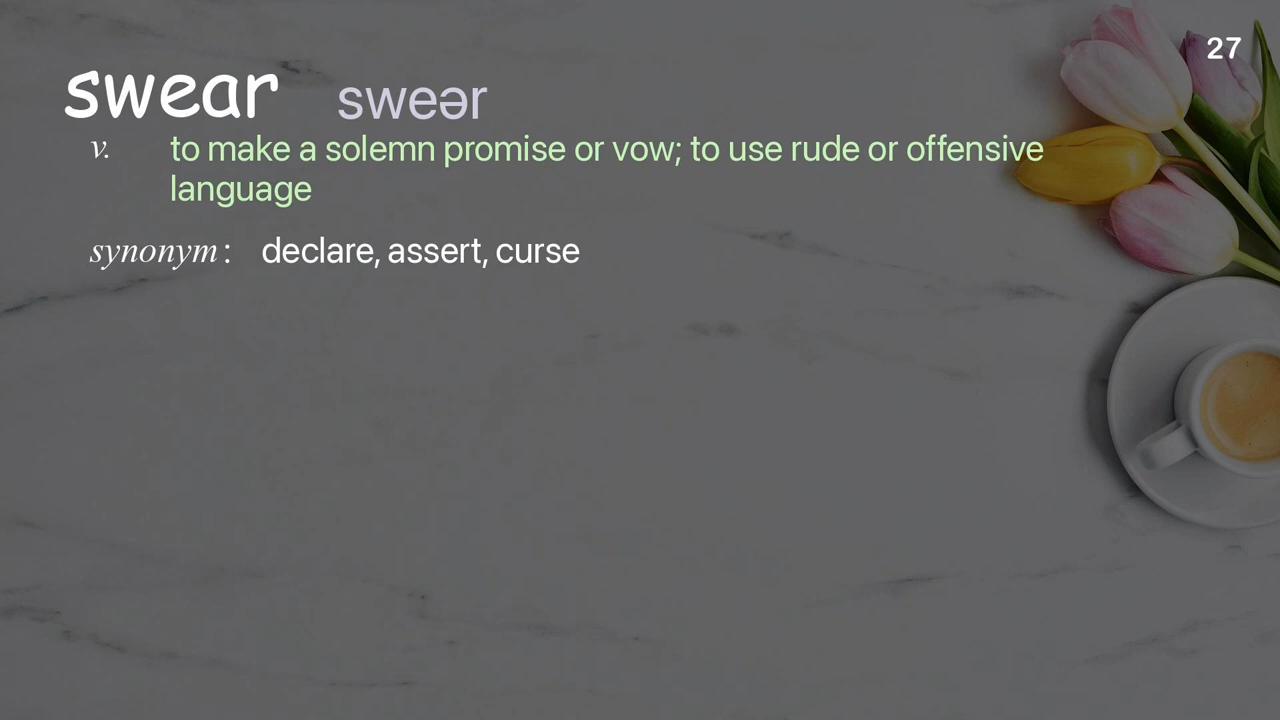 27
swear sweər
v. to make a solemn promise or vow; to use rude or offensive
language
synonym : declare, assert, curse